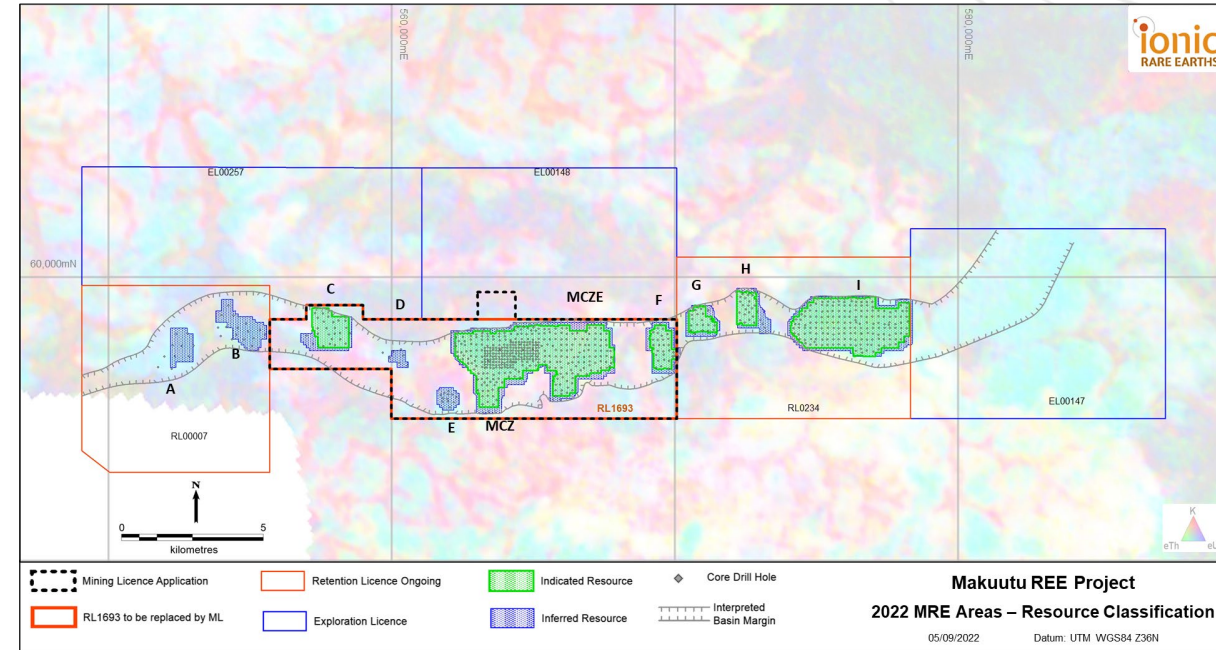 560,000mE
580,000mE
ionic
RARE EARTHS
EL00257
EL00148
60,000mN
C
D
MCZE
F
G
H
I
A
B
E
MCZ
RL1693
RL0234
EL00147
RL00007
N
0
5
kilometres
K
eTh
Mining Licence Application
RL1693 to be replaced by ML
Retention Licence Ongoing
Exploration Licence
Indicated Resource
Inferred Resource
Core Drill Hole
Interpreted
Basin Margin
Makuutu REE Project
2022 MRE Areas – Resource Classification
05/09/2022
Datum: UTM WGS84 Z36N